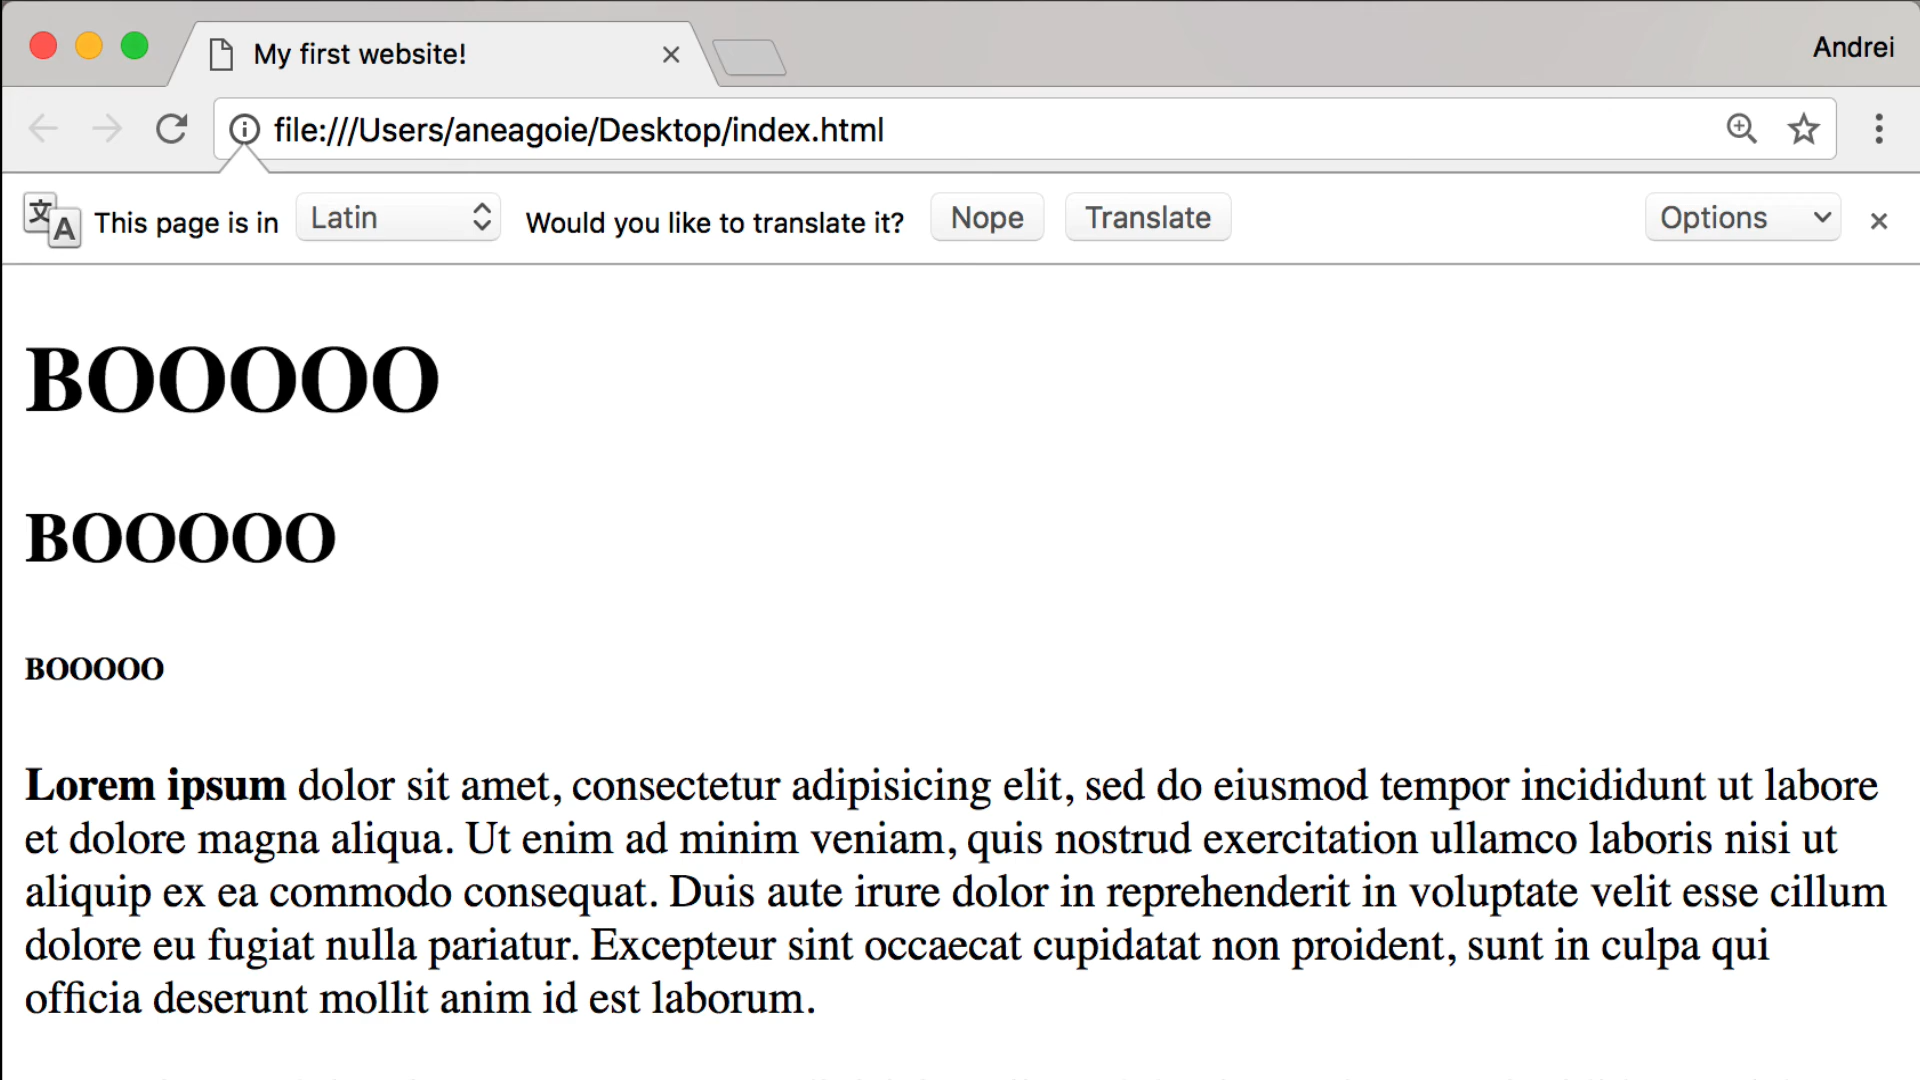 My first website!
Andrei
file:///Users/aneagoie/Desktop/index.html
文A This page is in Latin Would you like to translate it? Nope Translate Options
BOOOOO
BOOOOO
BOOOOO
Lorem ipsum dolor sit amet, consectetur adipisicing elit, sed do eiusmod tempor incididunt ut labore
et dolore magna aliqua. Ut enim ad minim veniam, quis nostrud exercitation ullamco laboris nisi ut
aliquip ex ea commodo consequat. Duis aute irure dolor in reprehenderit in voluptate velit esse cillum
dolore eu fugiat nulla pariatur. Excepteur sint occaecat cupidatat non proident, sunt in culpa qui
officia deserunt mollit anim id est laborum.